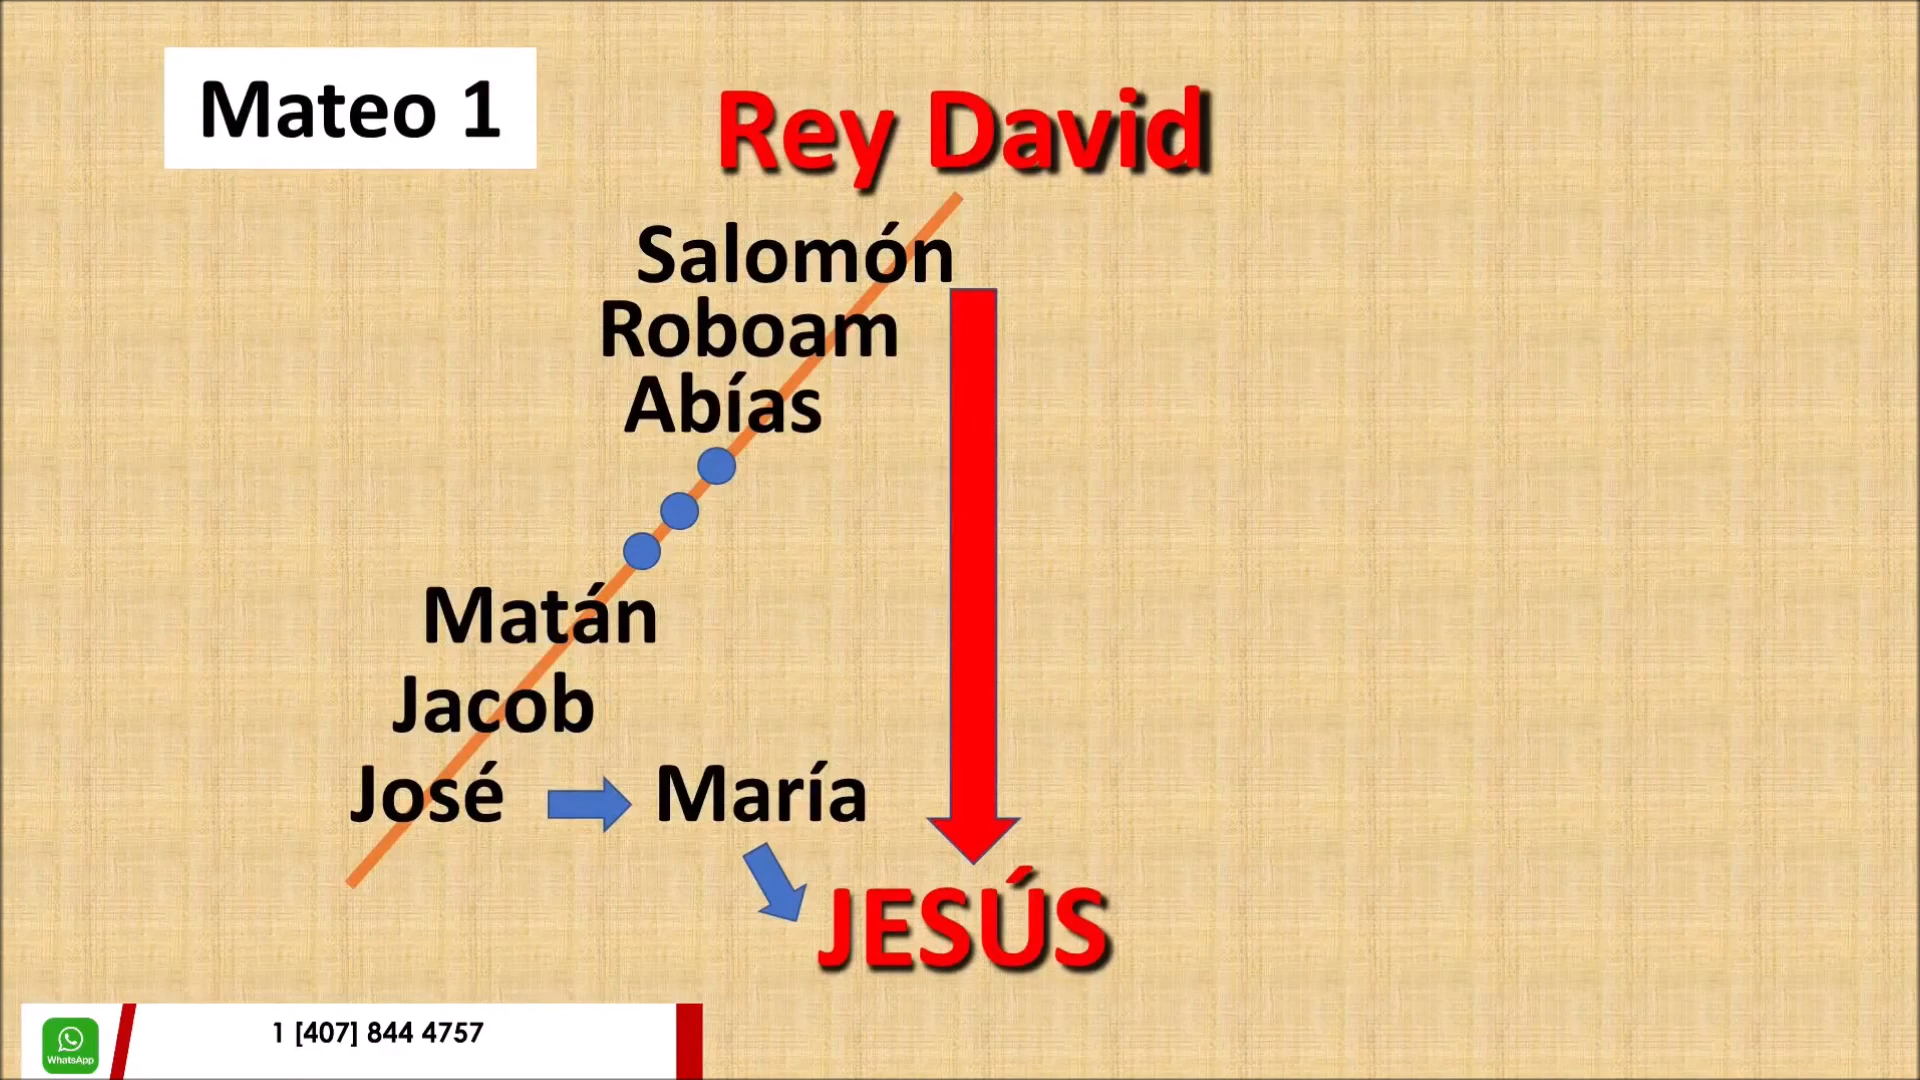 Mateo 1
Rey David
Salomón
Roboam
Abías
Matán
Jacob
José
María
JESÚS
WhatsApp
1 [407] 844 4757